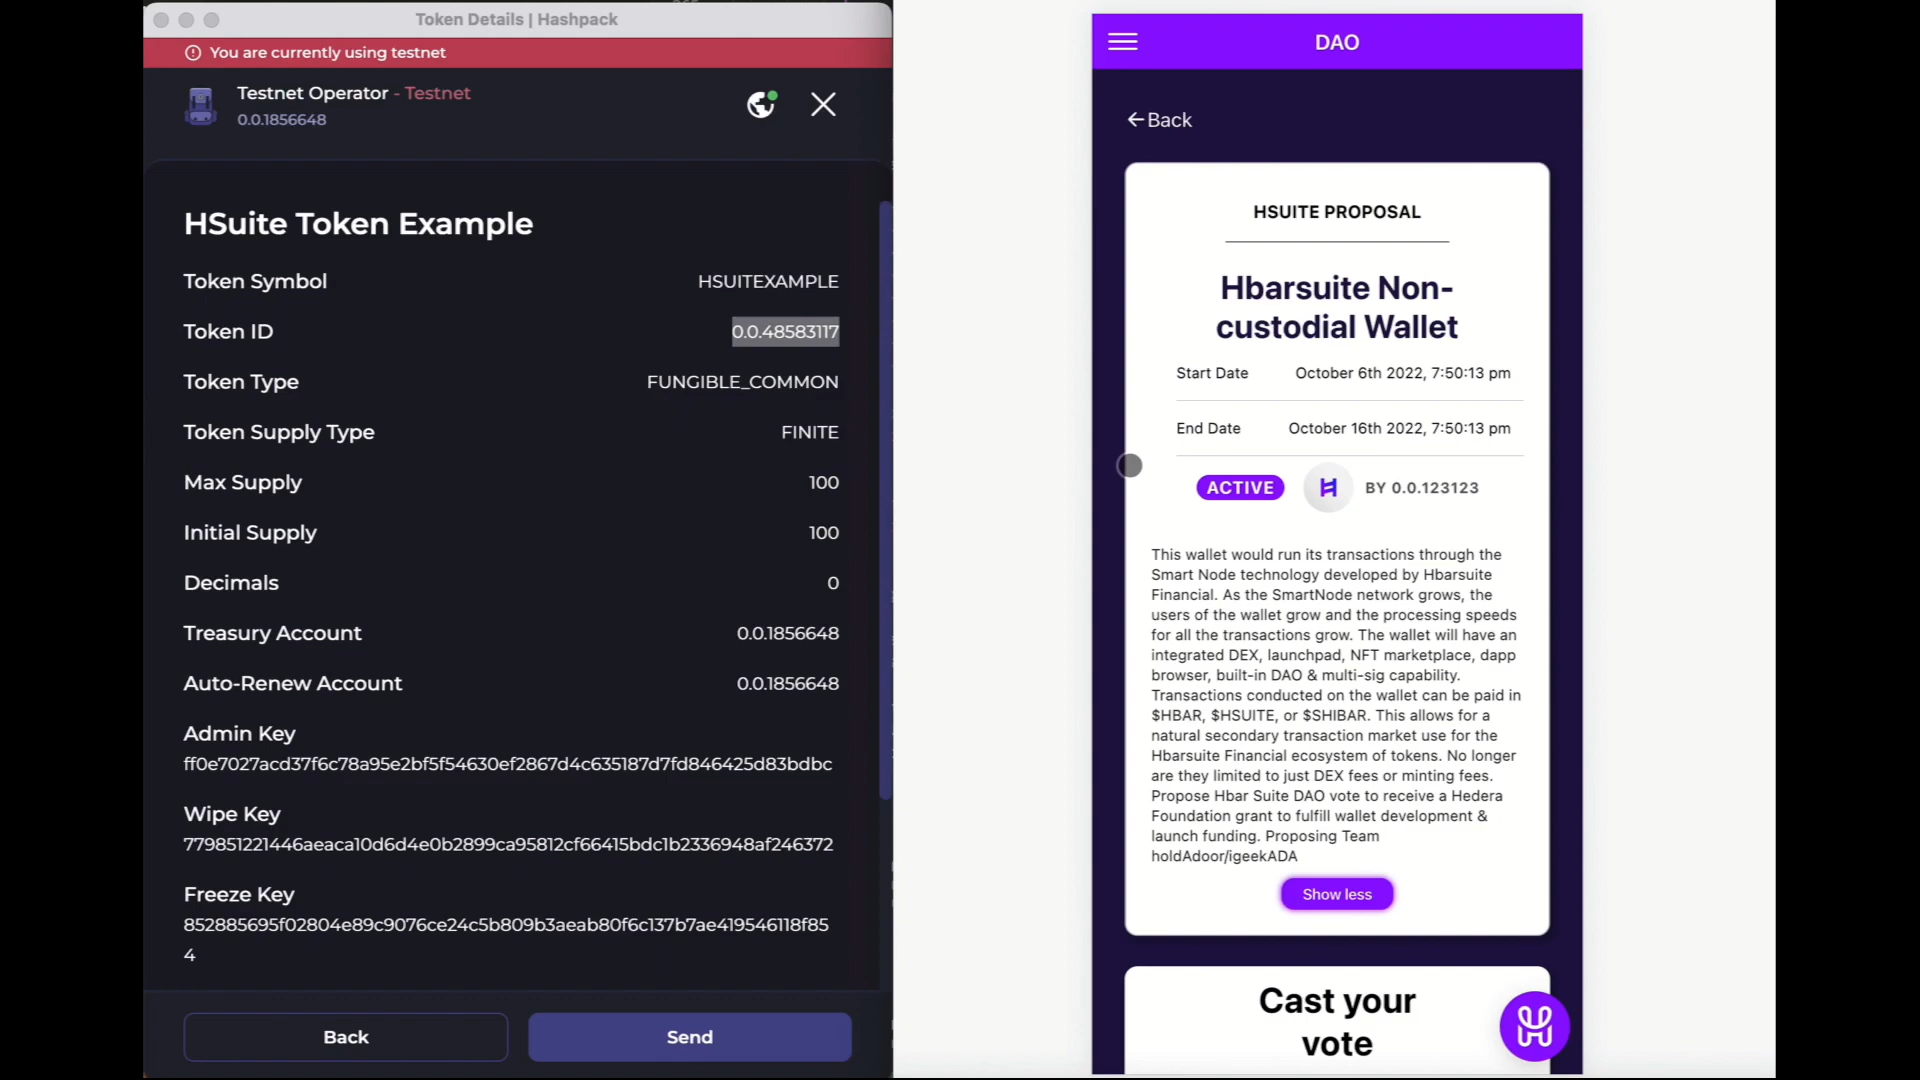 Token Details | Hashpack
You are currently using testnet
Testnet Operator - Testnet
0.0.1856648
HSuite Token Example
Token Symbol HSUITEXAMPLE
Token ID 0.0.48583117
Token Type FUNGIBLE_COMMON
Token Supply Type FINITE
Max Supply 100
Initial Supply 100
Decimals 0
Treasury Account 0.0.1856648
Auto-Renew Account 0.0.1856648
Admin Key
ff0e7027acd37f6c78a95e2bf5f54630ef2867d4c635187d7fd846425d83bdbc
Wipe Key
779851221446aeaca10d6d4e0b2899ca95812cf66415bdc1b2336948af246372
Freeze Key
852885695f02804e89c9076ce24c5b809b3aeab80f6c137b7ae419546118f85
4
Back
Send
DAO
Back
HSUITE PROPOSAL
Hbarsuite Non-
custodial Wallet
Start Date October 6th 2022, 7:50:13 pm
End Date October 16th 2022, 7:50:13 pm
ACTIVE BY 0.0.123123
This wallet would run its transactions through the
Smart Node technology developed by Hbarsuite
Financial. As the SmartNode network grows, the
users of the wallet grow and the processing speeds
for all the transactions grow. The wallet will have an
integrated DEX, launchpad, NFT marketplace, dapp
browser, built-in DAO & multi-sig capability.
Transactions conducted on the wallet can be paid in
$HBAR, $HSUITE, or $SHIBAR. This allows for a
natural secondary transaction market use for the
Hbarsuite Financial ecosystem of tokens. No longer
are they limited to just DEX fees or minting fees.
Propose Hbar Suite DAO vote to receive a Hedera
Foundation grant to fulfill wallet development &
launch funding. Proposing Team
holdAdoor/igeekADA
Show less
Cast your
vote